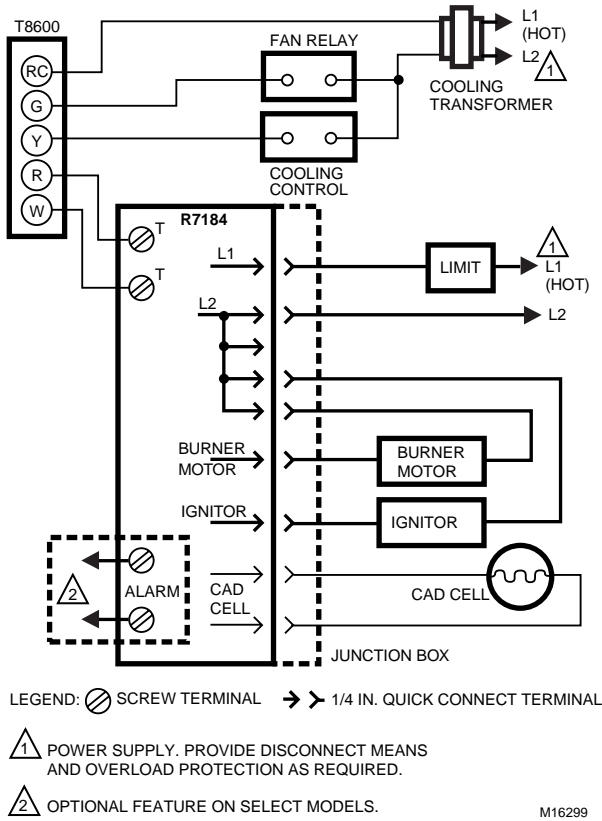 T8600
RC
G
Y
R
W
FAN RELAY
COOLING
CONTROL
COOLING
TRANSFORMER
L1
(HOT)
L2
1
R7184
T
T
L1
L2
LIMIT
1
L1
(HOT)
L2
BURNER
MOTOR
BURNER
MOTOR
IGNITOR
IGNITOR
2
ALARM
CAD
CELL
CAD CELL
JUNCTION BOX
LEGEND: SCREW TERMINAL 1/4 IN. QUICK CONNECT TERMINAL
1 POWER SUPPLY. PROVIDE DISCONNECT MEANS
AND OVERLOAD PROTECTION AS REQUIRED.
2 OPTIONAL FEATURE ON SELECT MODELS.
M16299